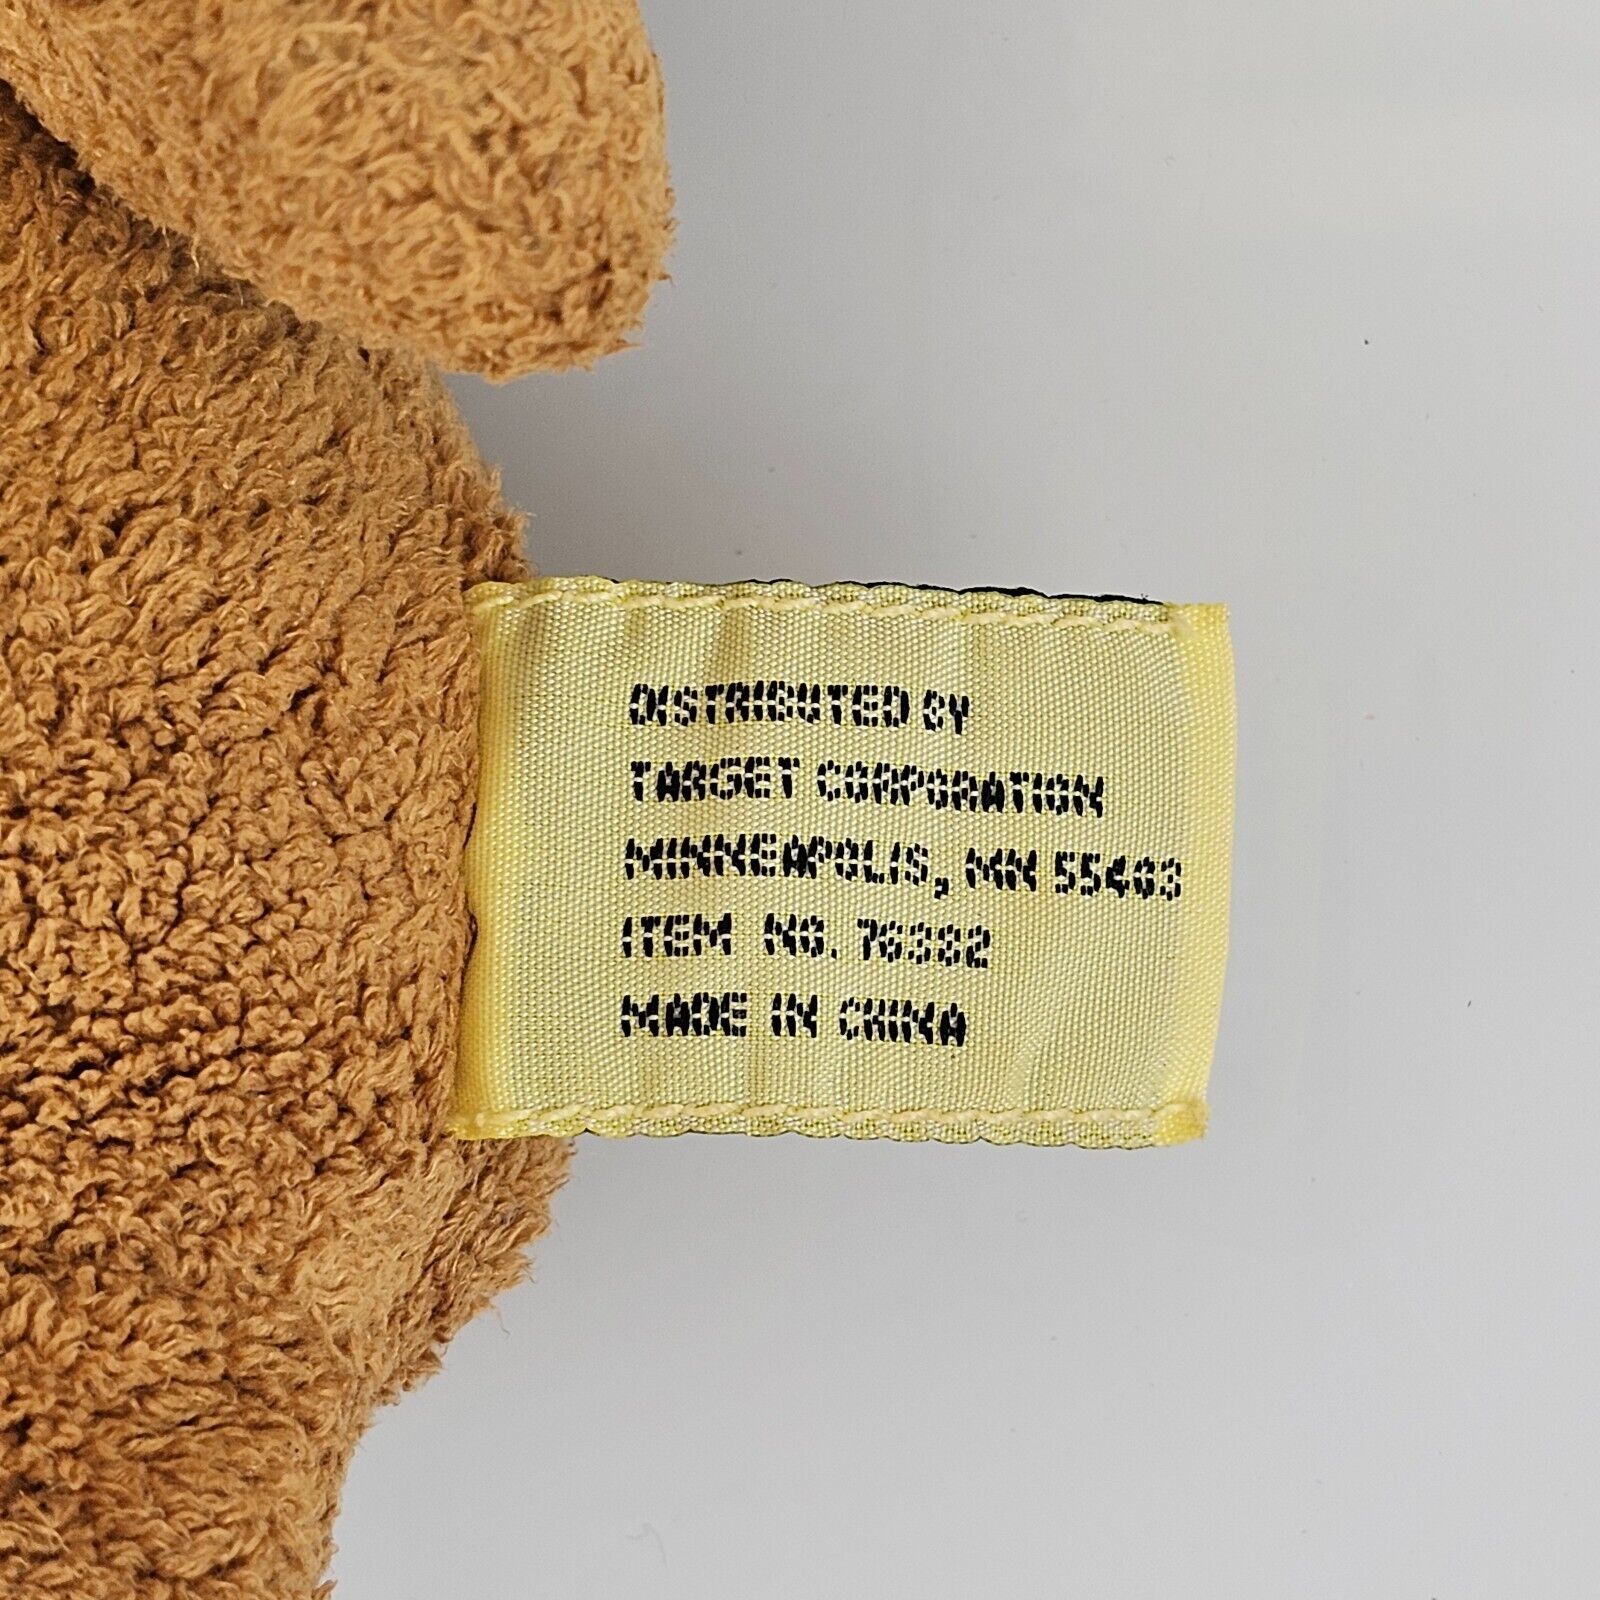 DISTRIBUTED BY
TARGET CORPORATION
MINNEAPOLIS, MN 55403
ITEM NO. 76382
MADE IN CHINA